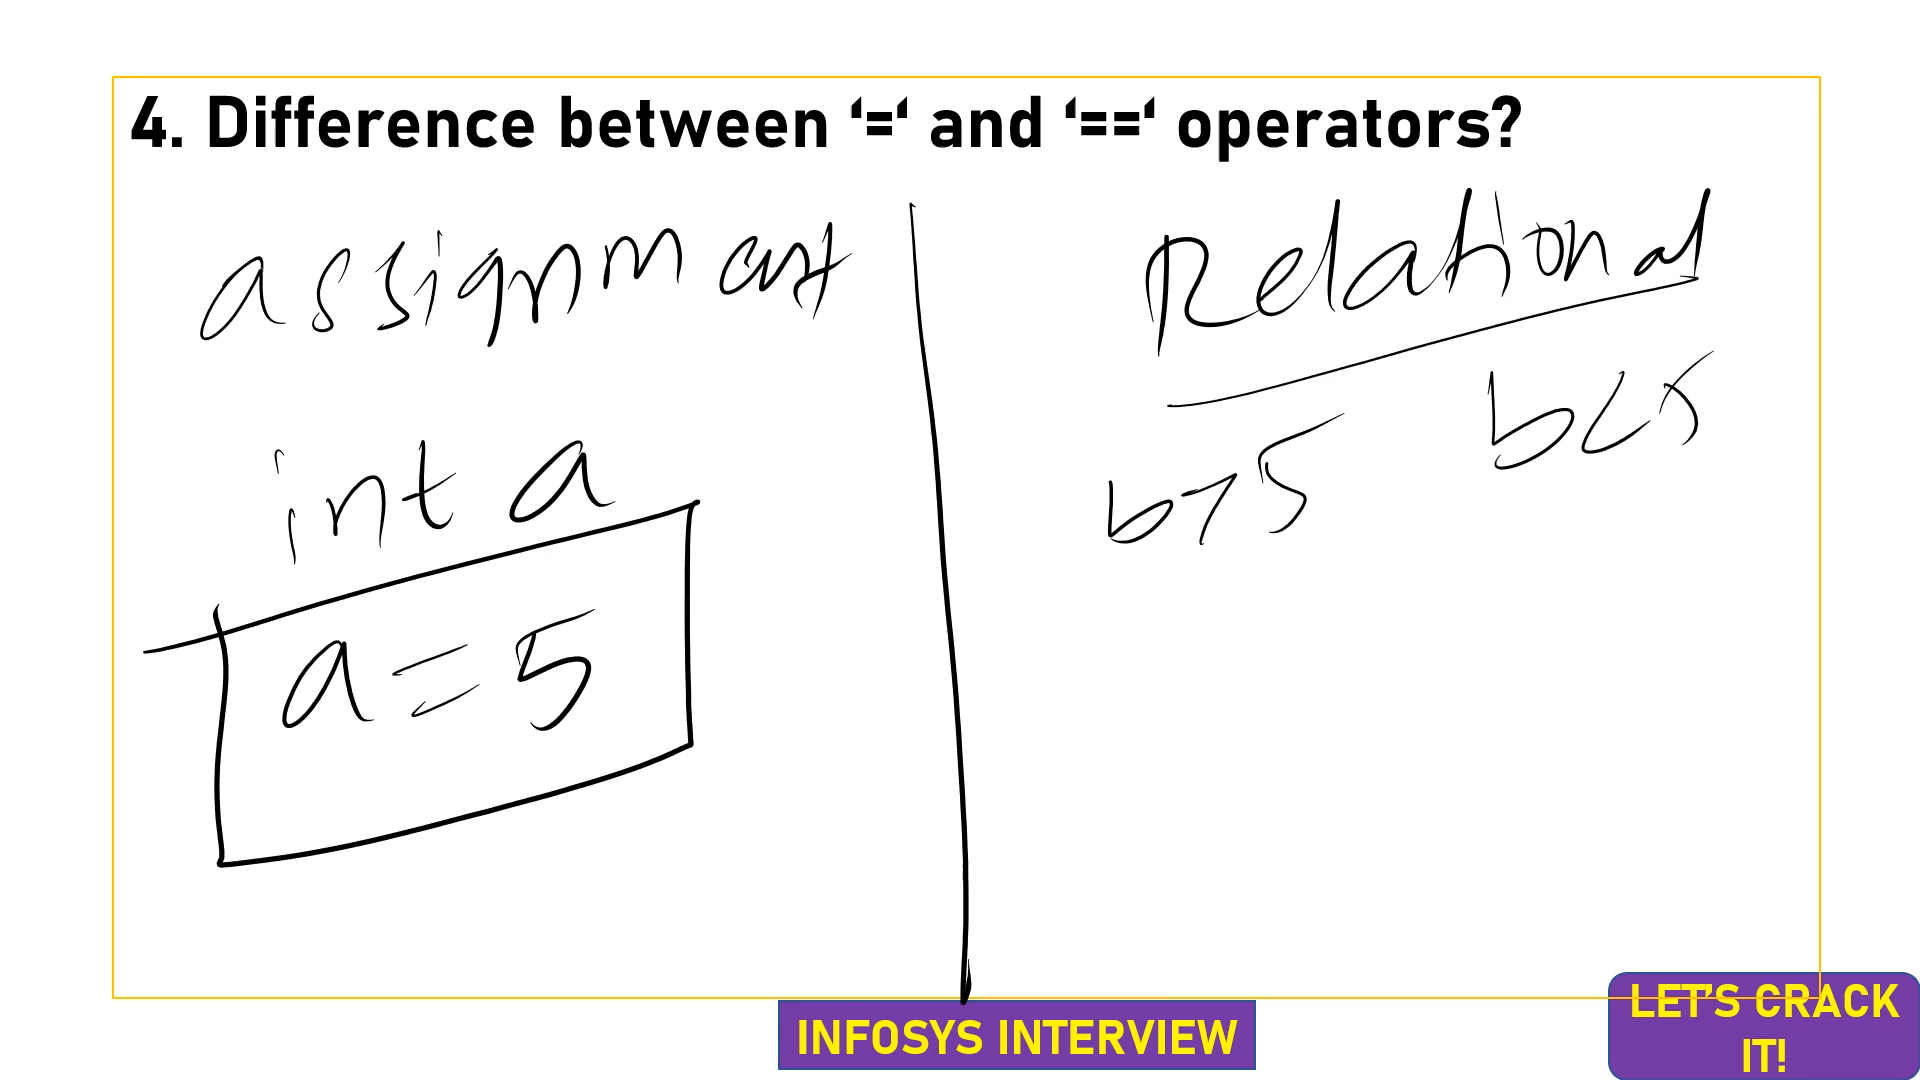 4. Difference between ‘=‘ and ‘==‘ operators?
assignment
int a
a=5
Relational
b>5 b<5
INFOSYS INTERVIEW
LET'S CRACK
IT!